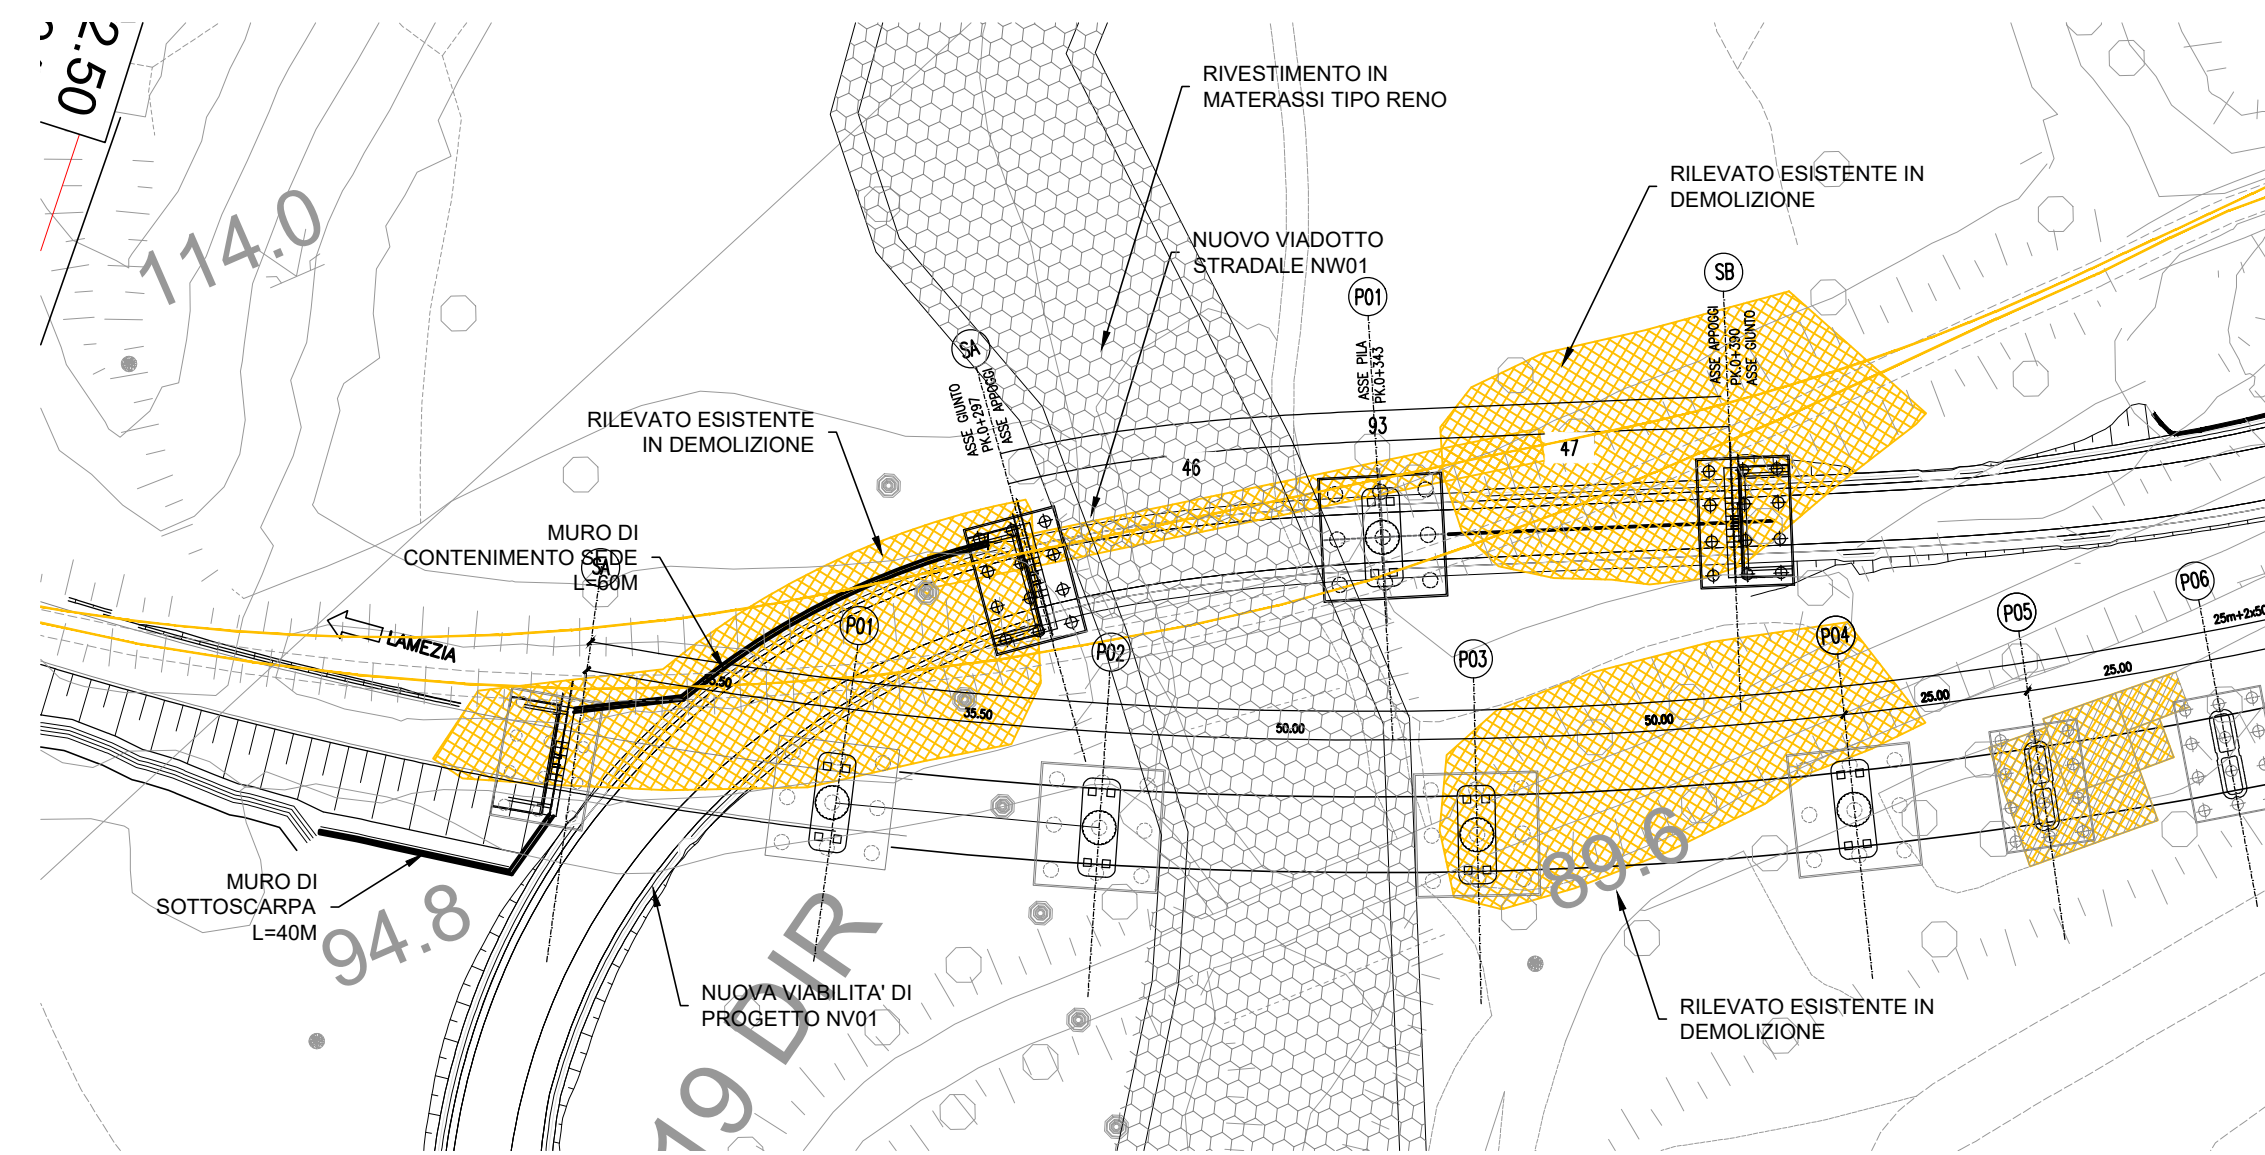 2.50
RIVESTIMENTO IN
MATERASSI TIPO RENO
RILEVATO ESISTENTE IN
DEMOLIZIONE
114.0
NUOVO VIADOTTO
STRADALE NW01
P01
SB
SA
ASSE GIUNTO
PK.0+297
ASSE APPOGGI
ASSE PILA
PK.0+343
ASSE APPOGGI
PK.0+390
ASSE GIUNTO
93
46
47
RILEVATO ESISTENTE
IN DEMOLIZIONE
MURO DI
CONTENIMENTO SEDE
L=60M
SA
LAMEZIA
P01
P02
P03
P04
P05
P06
25m+2x50
35.50
35.50
50.00
50.00
25.00
25.00
MURO DI
SOTTOSCARPA
L=40M
94.8
89.6
NUOVA VIABILITA' DI
PROGETTO NV01
19 DIR
RILEVATO ESISTENTE IN
DEMOLIZIONE